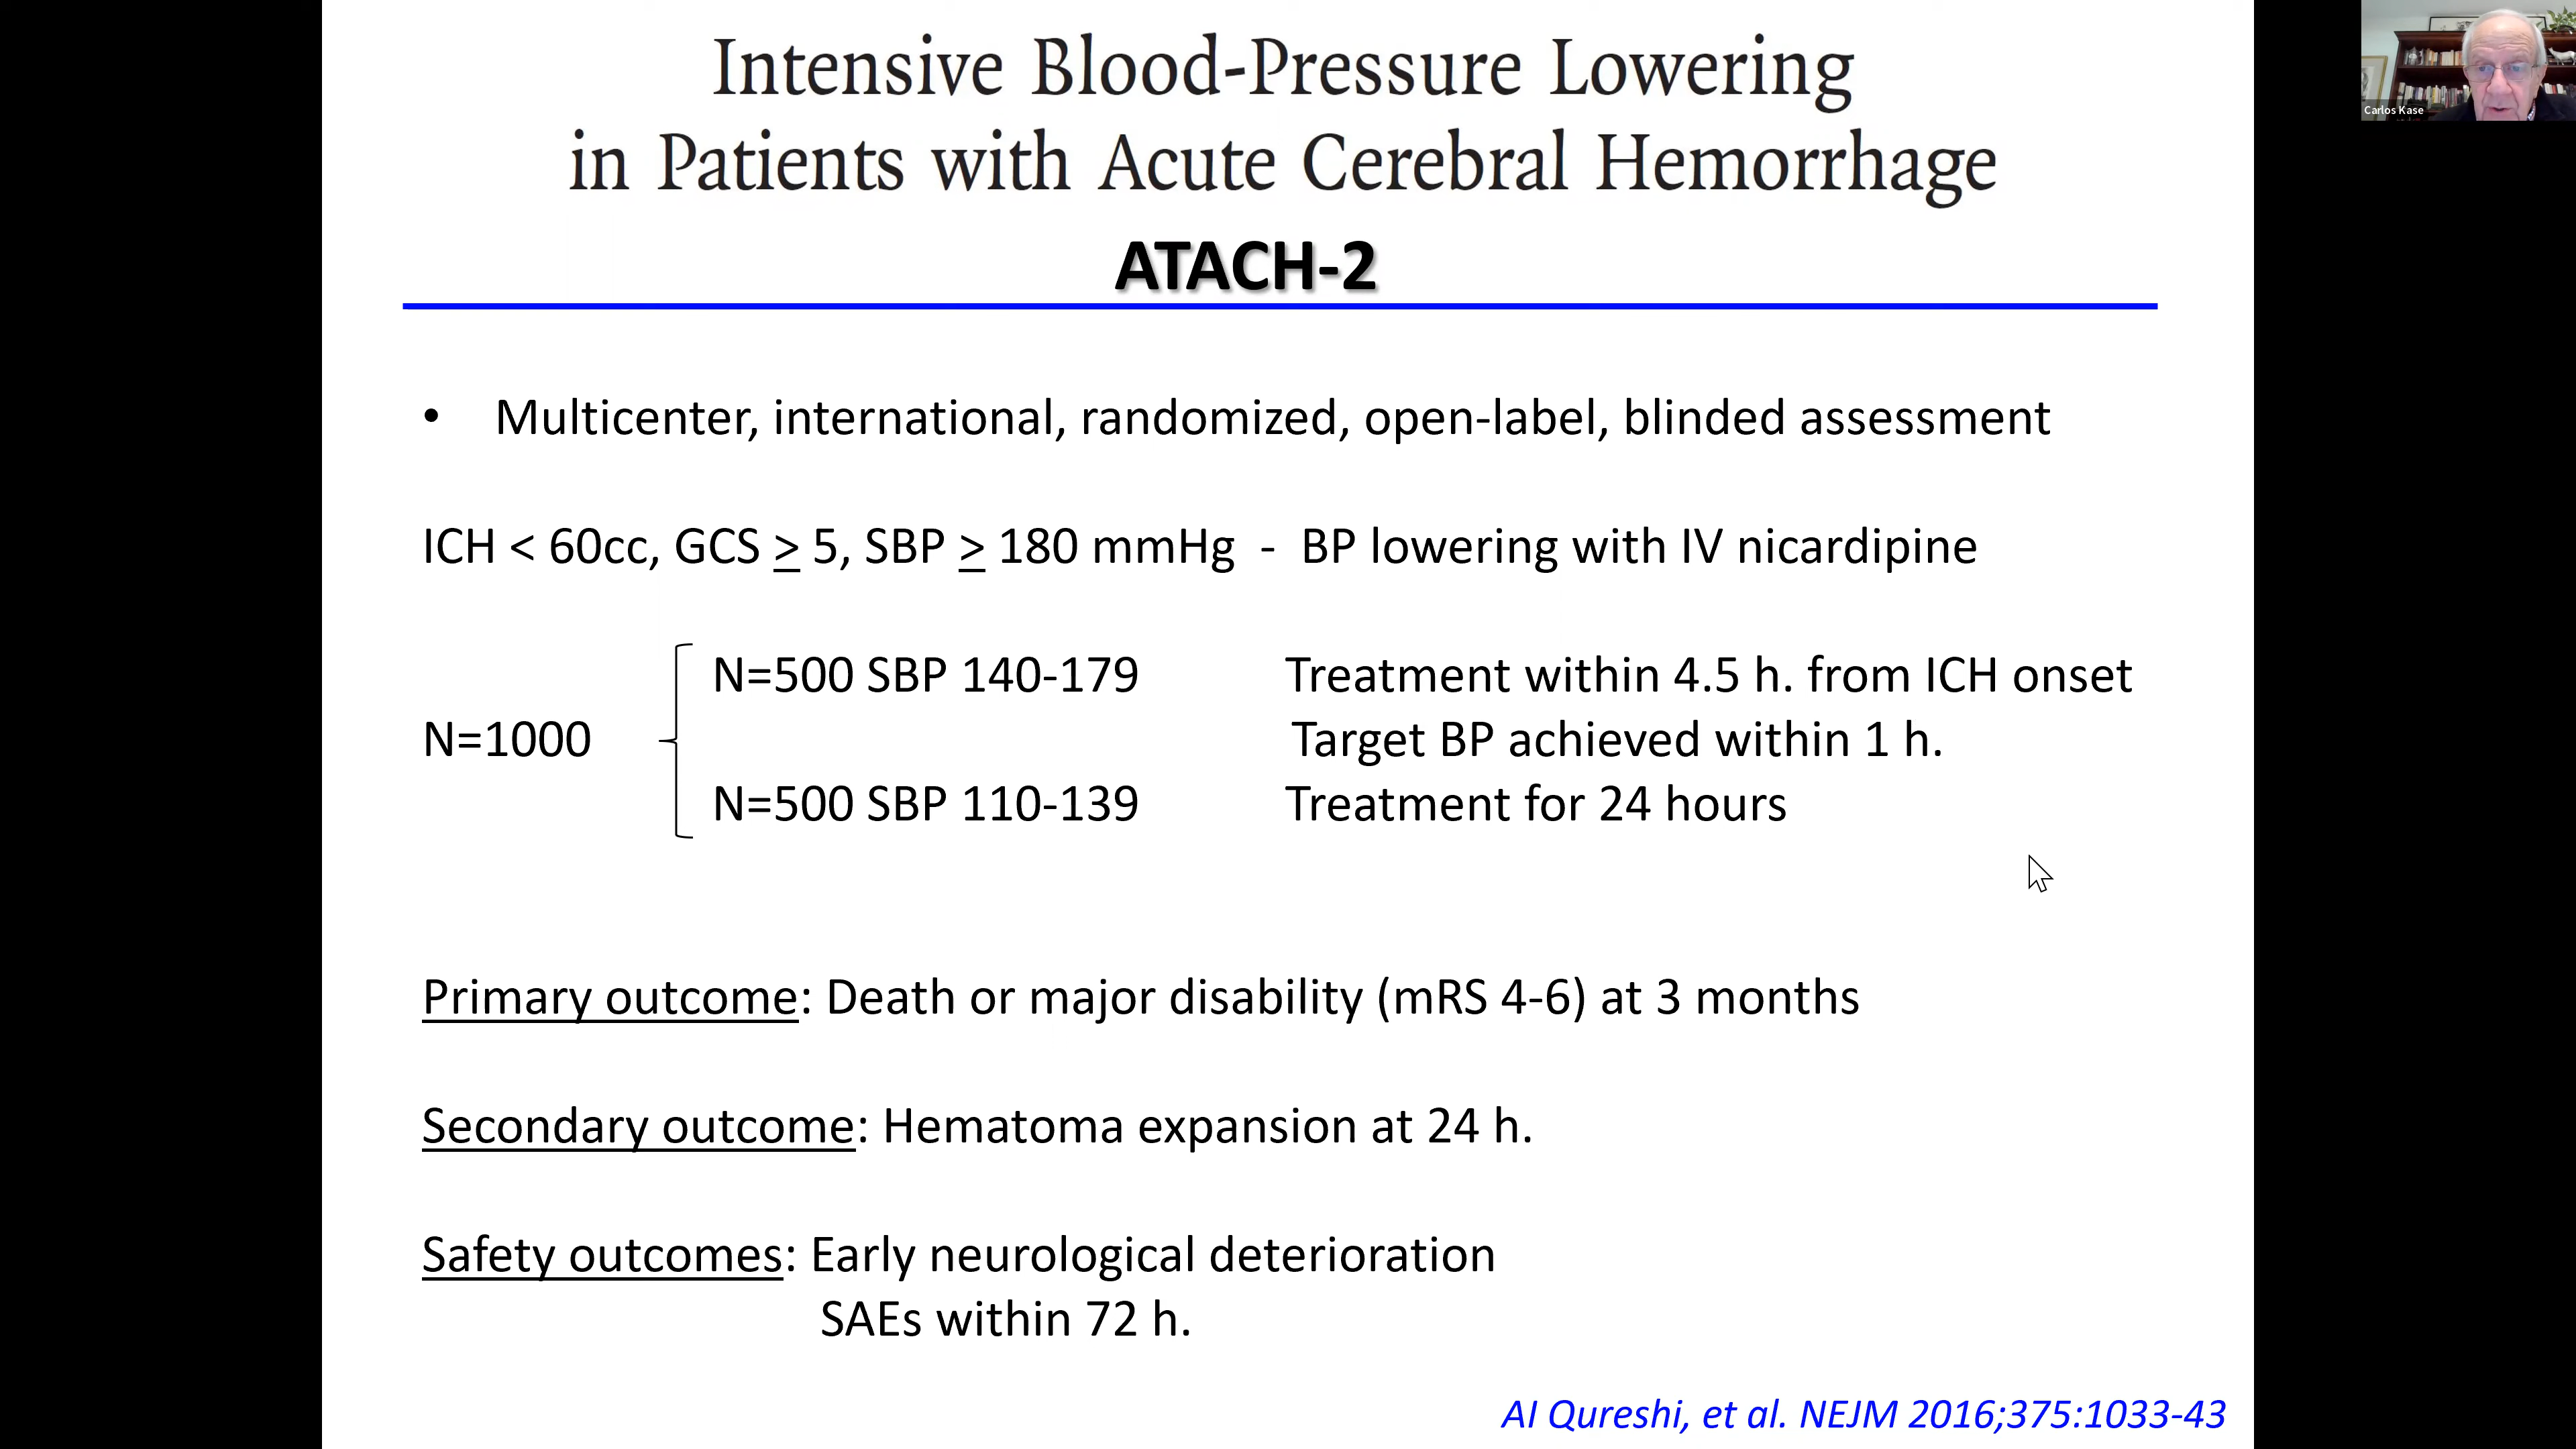 Intensive Blood-Pressure Lowering
in Patients with Acute Cerebral Hemorrhage
ATACH-2
• Multicenter, international, randomized, open-label, blinded assessment
ICH < 60cc, GCS ≥ 5, SBP ≥ 180 mmHg - BP lowering with IV nicardipine
N=500 SBP 140-179 Treatment within 4.5 h. from ICH onset
N=1000 Target BP achieved within 1 h.
N=500 SBP 110-139 Treatment for 24 hours
Primary outcome: Death or major disability (mRS 4-6) at 3 months
Secondary outcome: Hematoma expansion at 24 h.
Safety outcomes: Early neurological deterioration
SAEs within 72 h.
AI Qureshi, et al. NEJM 2016;375:1033-43
Carlos Kase